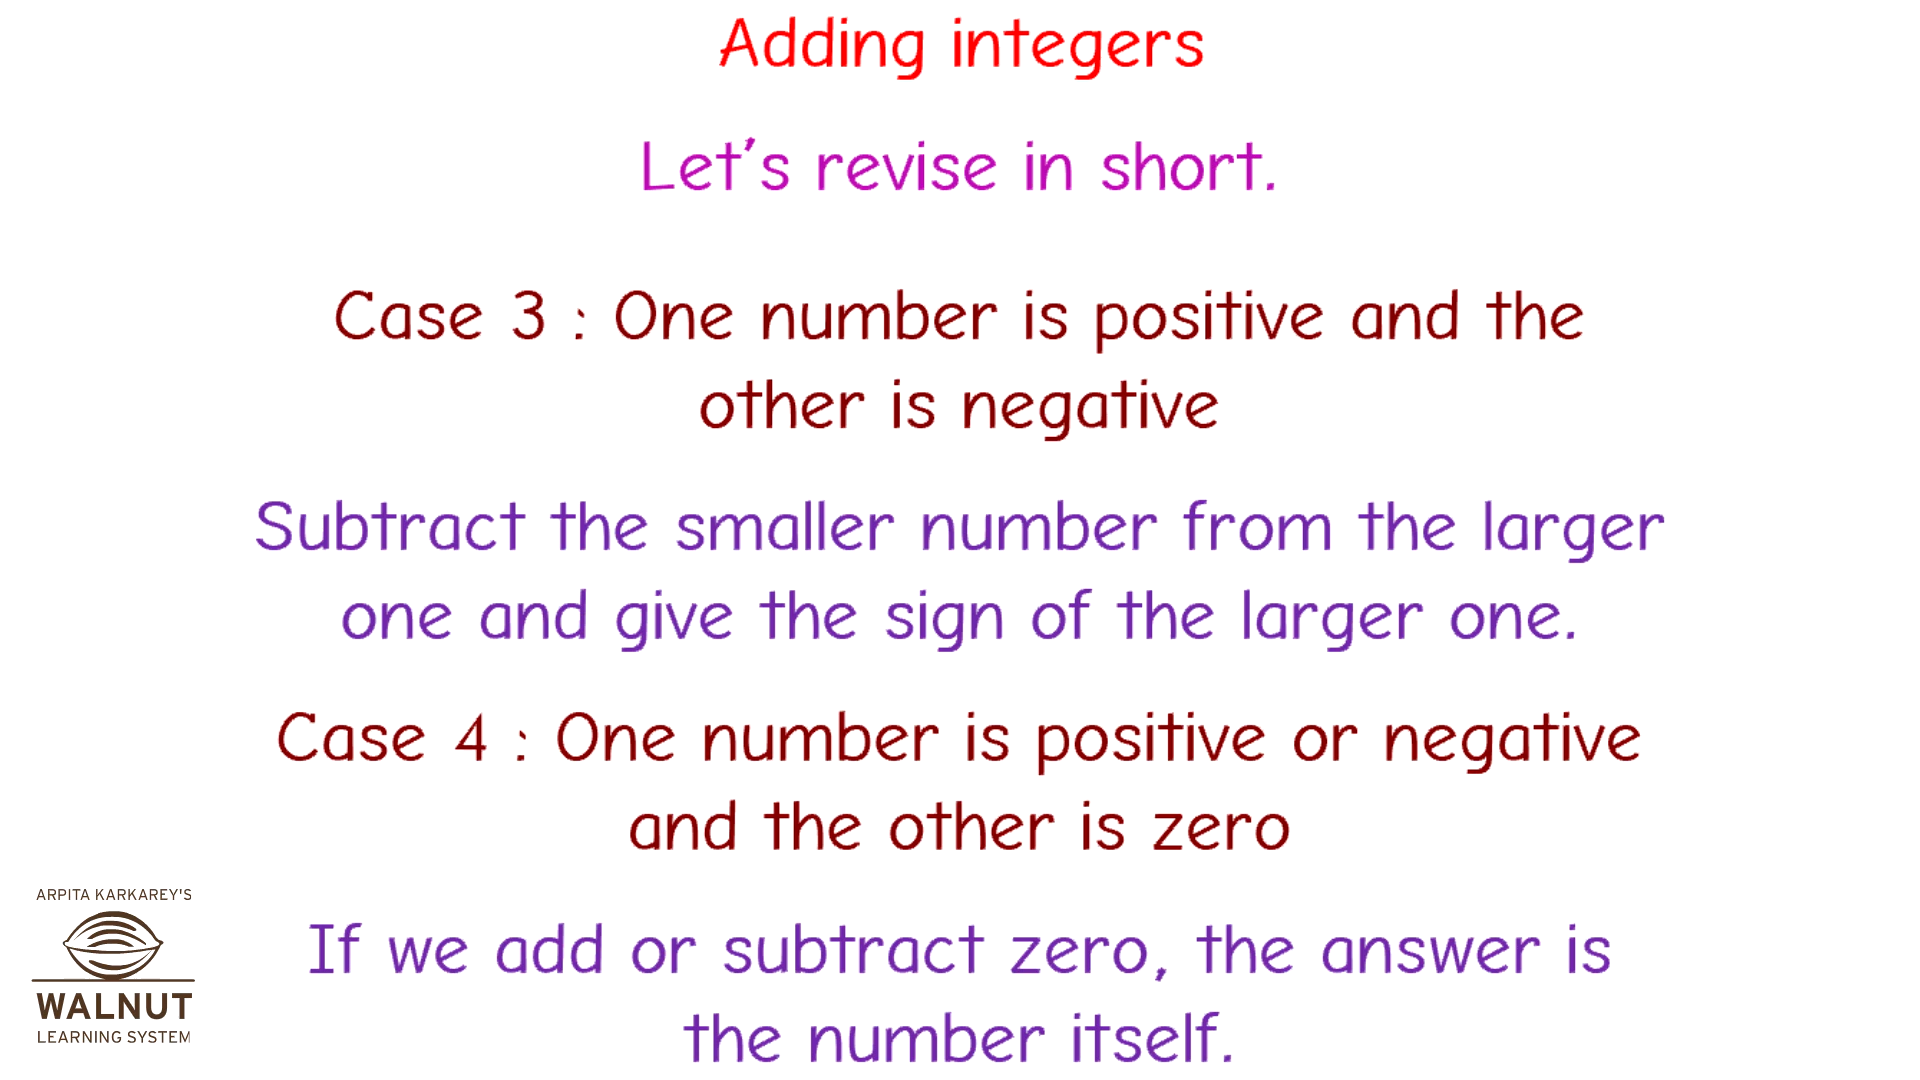 Adding integers
Let's revise in short.
Case 3 : One number is positive and the
other is negative
Subtract the smaller number from the larger
one and give the sign of the larger one.
Case 4 : One number is positive or negative
and the other is zero
If we add or subtract zero, the answer is
the number itself.
ARPITA KARKAREY'S
WALNUT
LEARNING SYSTEM